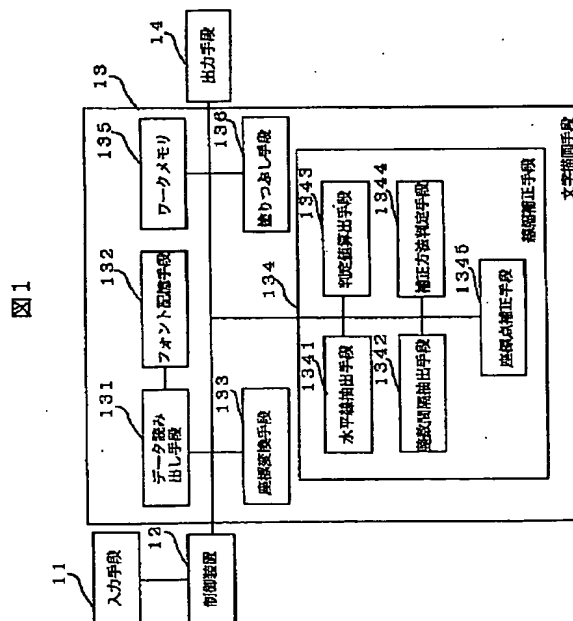 図1
11
入力手段
12
制御装置
13
文字描画手段
131
データ読み
出し手段
132
フォント記憶手段
133
座標変換手段
135
ワークメモリ
136
塗りつぶし手段
14
出力手段
134
線幅補正手段
1341
水平線抽出手段
1342
画数間隔抽出手段
1343
判定値算出手段
1344
補正方法判定手段
1345
座標点補正手段